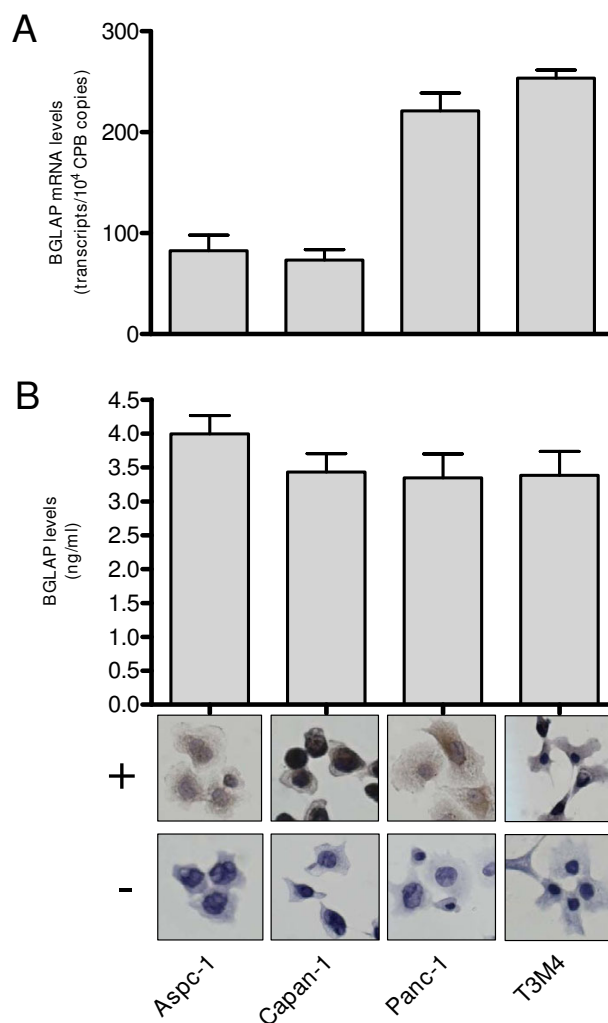 A
BGLAP mRNA levels
(transcripts/10⁴ CPB copies)
300
200
100
0
B
BGLAP levels
(ng/ml)
4.5
4.0
3.5
3.0
2.5
2.0
1.5
1.0
0.5
0.0
+
-
Aspc-1
Capan-1
Panc-1
T3M4